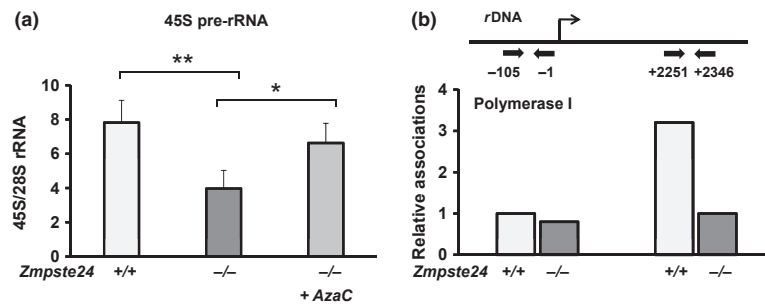 (a)
45S pre-rRNA
**
*
10
8
6
4
2
0
45S/28S rRNA
Zmpste24 +/+ –/– –/–
+ AzaC
(b)
rDNA
–105 –1 +2251 +2346
Polymerase I
4
3
2
1
0
Relative associations
Zmpste24 +/+ –/– +/+ –/–